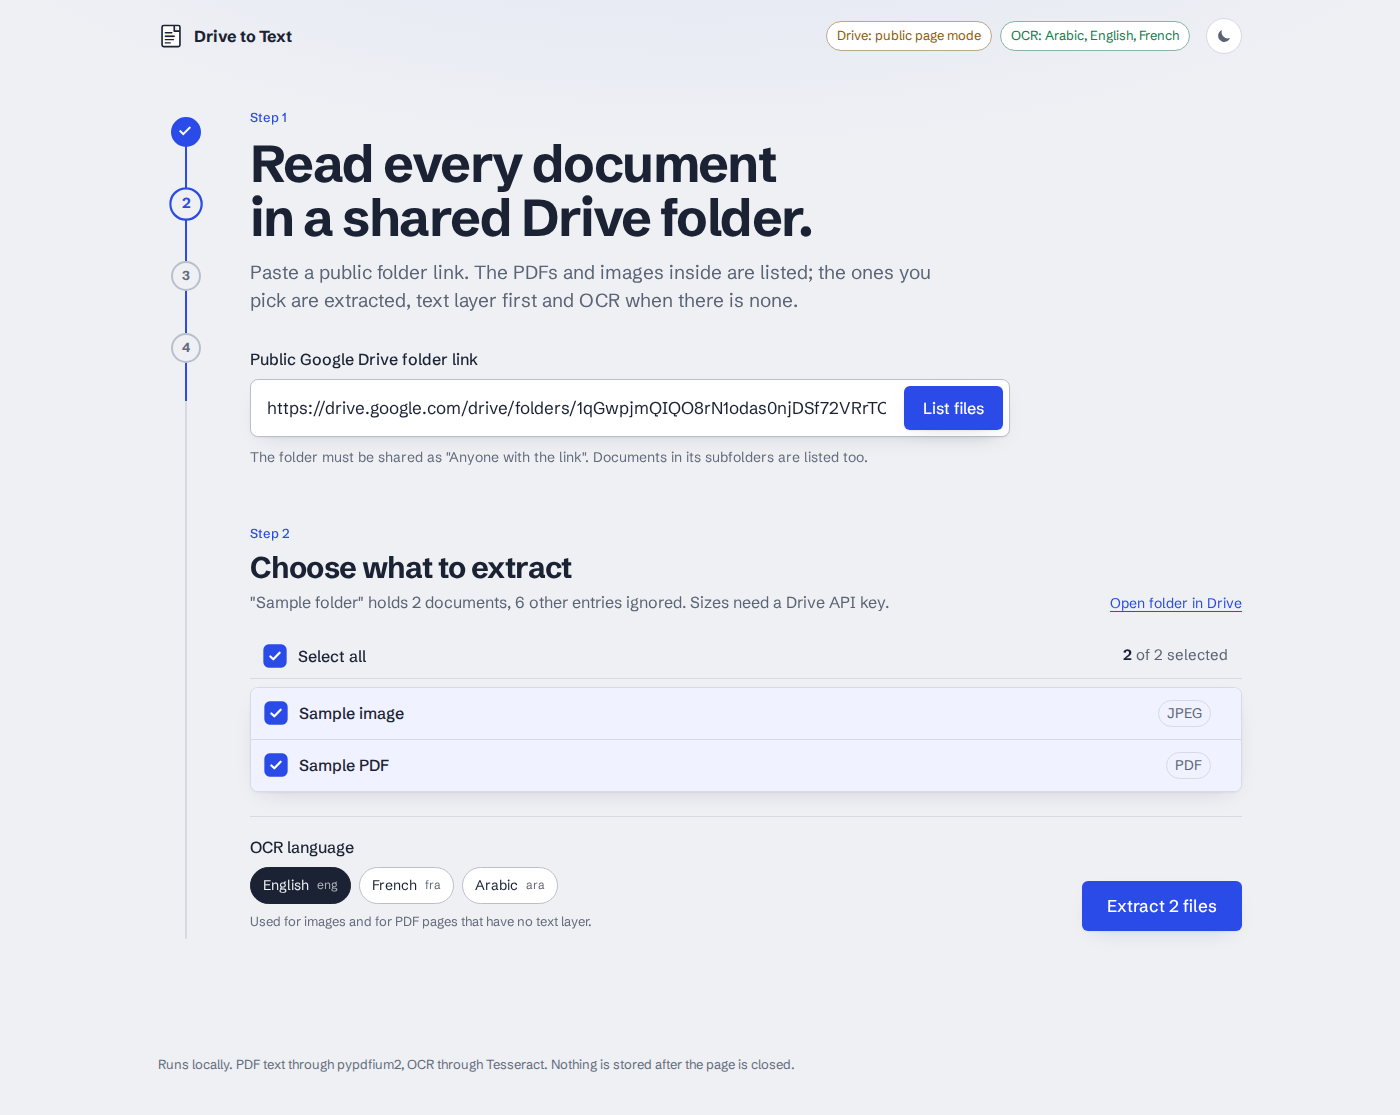 Drive to Text
Drive: public page mode
OCR: Arabic, English, French
Step 1
Read every document
in a shared Drive folder.
Paste a public folder link. The PDFs and images inside are listed; the ones you
pick are extracted, text layer first and OCR when there is none.
2
3
4
Public Google Drive folder link
https://drive.google.com/drive/folders/1qGwpjmQIQO8rN1odas0njDSf72VRrTC
List files
The folder must be shared as "Anyone with the link". Documents in its subfolders are listed too.
Step 2
Choose what to extract
"Sample folder" holds 2 documents, 6 other entries ignored. Sizes need a Drive API key.
Open folder in Drive
Select all
2 of 2 selected
Sample image
JPEG
Sample PDF
PDF
OCR language
English eng
French fra
Arabic ara
Used for images and for PDF pages that have no text layer.
Extract 2 files
Runs locally. PDF text through pypdfium2, OCR through Tesseract. Nothing is stored after the page is closed.